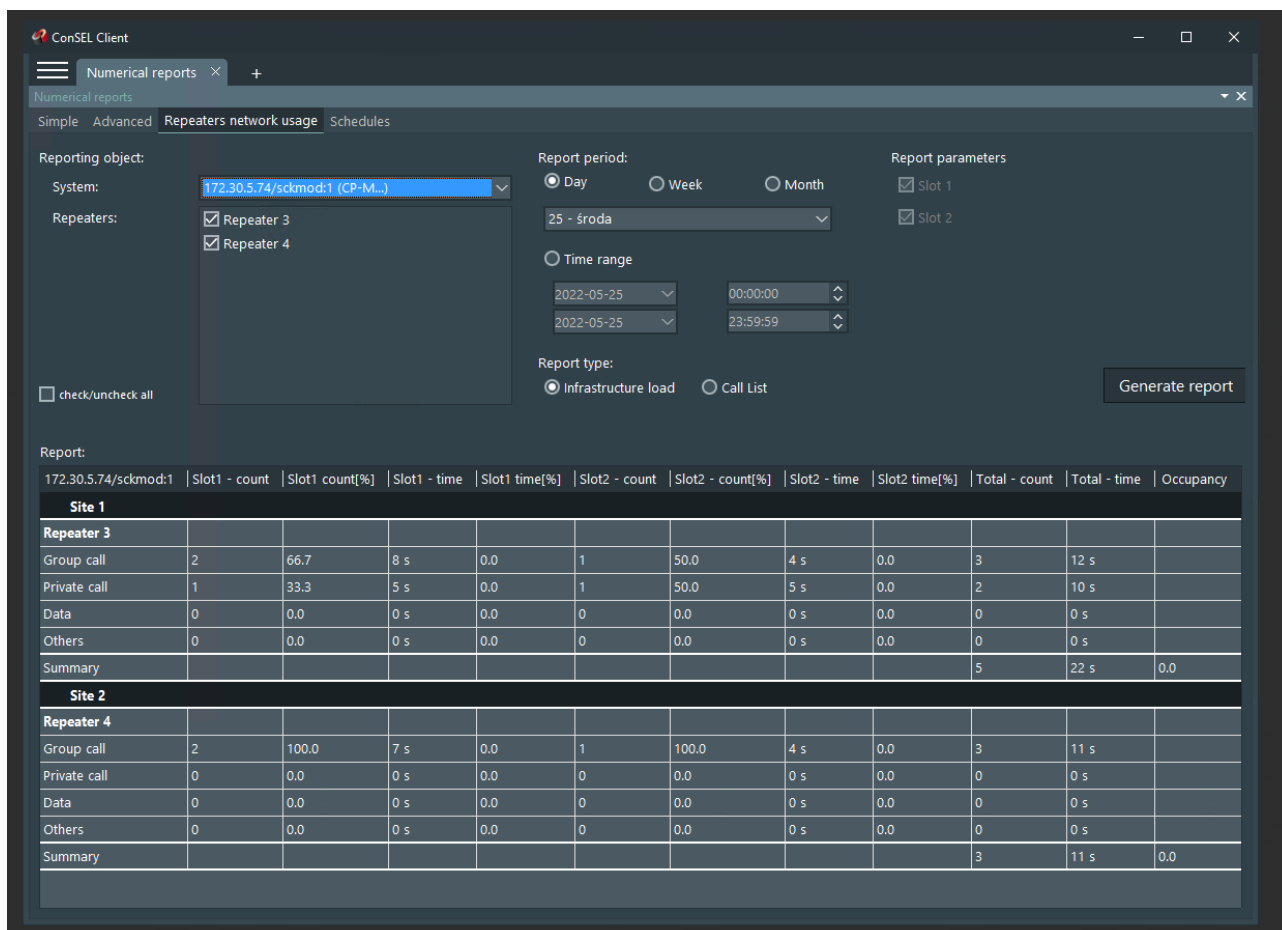 ConSEL Client
Numerical reports
Numerical reports
Simple Advanced Repeaters network usage Schedules
Reporting object: Report period: Report parameters
System: 172.30.5.74/sckmod:1 (CP-M...) Day Week Month Slot 1
Repeaters: Repeater 3 25 - środa Slot 2
Repeater 4
Time range
2022-05-25 00:00:00
2022-05-25 23:59:59
Report type:
check/uncheck all Infrastructure load Call List Generate report
Report:
172.30.5.74/sckmod:1 Slot1 - count Slot1 count[%] Slot1 - time Slot1 time[%] Slot2 - count Slot2 - count[%] Slot2 - time Slot2 time[%] Total - count Total - time Occupancy
Site 1
Repeater 3
Group call 2 66.7 8 s 0.0 1 50.0 4 s 0.0 3 12 s
Private call 1 33.3 5 s 0.0 1 50.0 5 s 0.0 2 10 s
Data 0 0.0 0 s 0.0 0 0.0 0 s 0.0 0 0 s
Others 0 0.0 0 s 0.0 0 0.0 0 s 0.0 0 0 s
Summary 5 22 s 0.0
Site 2
Repeater 4
Group call 2 100.0 7 s 0.0 1 100.0 4 s 0.0 3 11 s
Private call 0 0.0 0 s 0.0 0 0.0 0 s 0.0 0 0 s
Data 0 0.0 0 s 0.0 0 0.0 0 s 0.0 0 0 s
Others 0 0.0 0 s 0.0 0 0.0 0 s 0.0 0 0 s
Summary 3 11 s 0.0